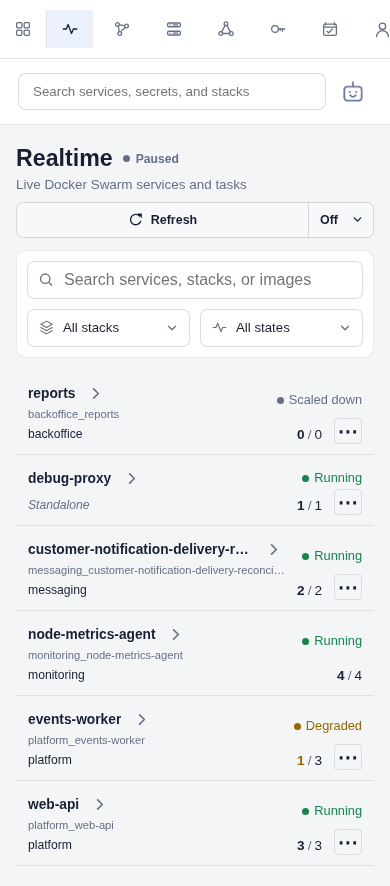 Search services, secrets, and stacks
Realtime
Paused
Live Docker Swarm services and tasks
Refresh
Off
Search services, stacks, or images
All stacks
All states
reports
Scaled down
backoffice_reports
backoffice
0 / 0
debug-proxy
Running
Standalone
1 / 1
customer-notification-delivery-r…
Running
messaging_customer-notification-delivery-reconci…
messaging
2 / 2
node-metrics-agent
Running
monitoring_node-metrics-agent
monitoring
4 / 4
events-worker
Degraded
platform_events-worker
platform
1 / 3
web-api
Running
platform_web-api
platform
3 / 3